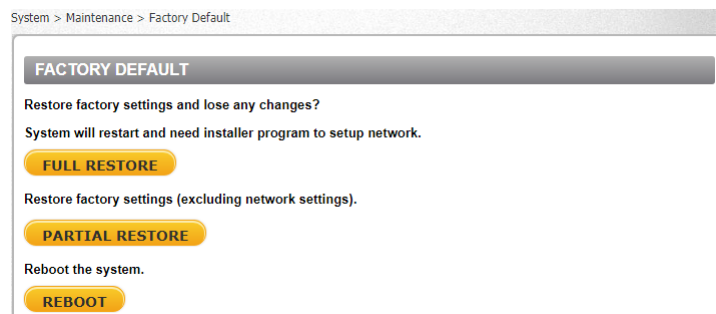 System > Maintenance > Factory Default
FACTORY DEFAULT
Restore factory settings and lose any changes?
System will restart and need installer program to setup network.
FULL RESTORE
Restore factory settings (excluding network settings).
PARTIAL RESTORE
Reboot the system.
REBOOT